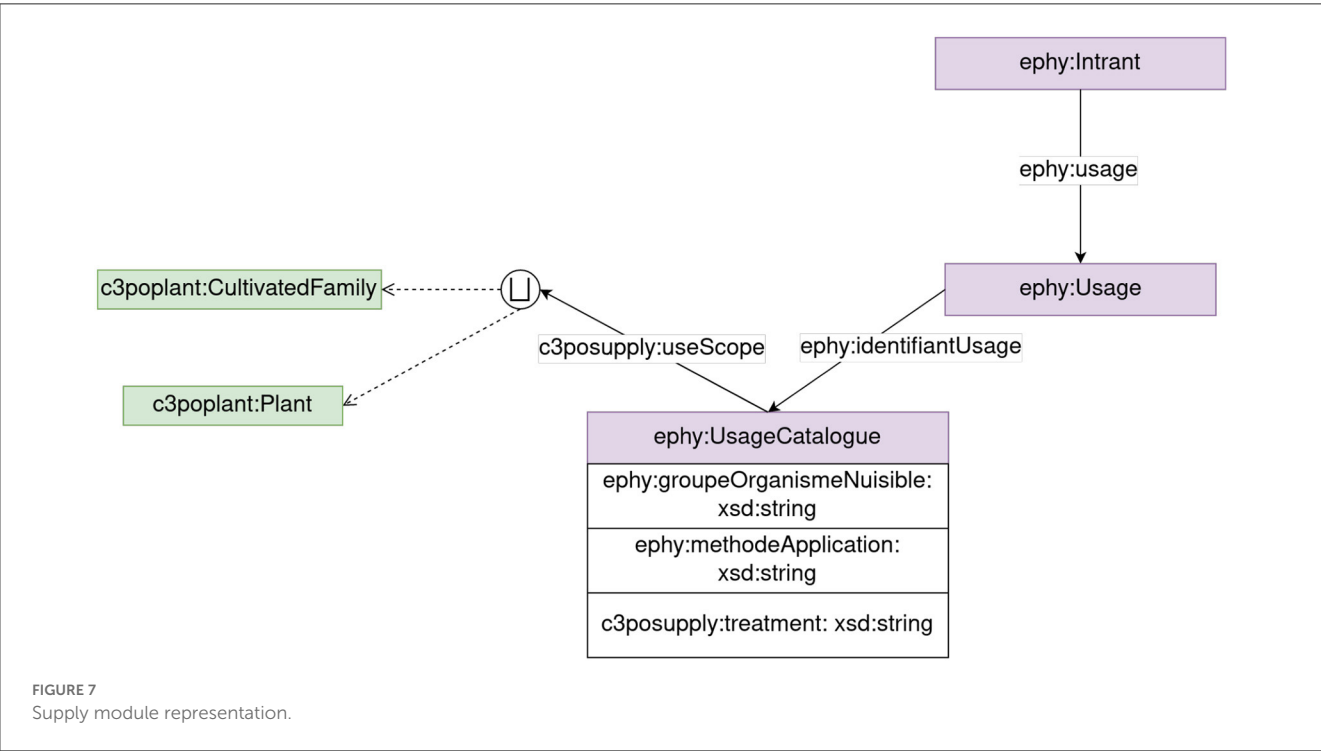 ephy:Intrant
ephy:usage
c3poplant:CultivatedFamily
⊔
ephy:Usage
c3posupply:useScope
ephy:identifiantUsage
c3poplant:Plant
ephy:UsageCatalogue
ephy:groupeOrganismeNuisible:
xsd:string
ephy:methodeApplication:
xsd:string
c3posupply:treatment: xsd:string
FIGURE 7
Supply module representation.